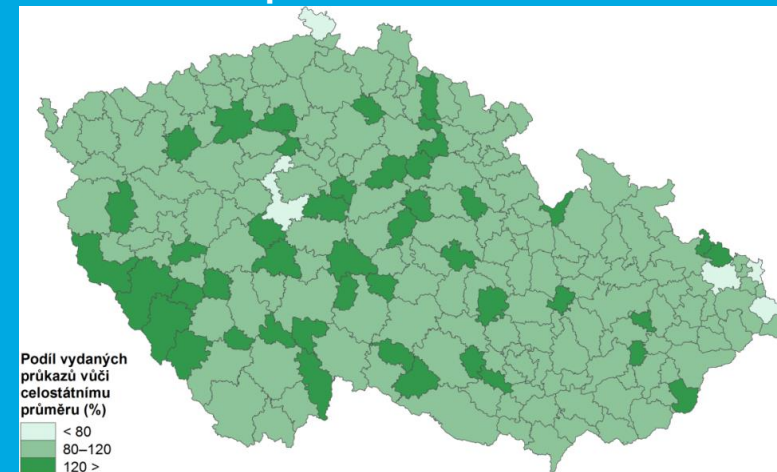 Podíl vydaných
průkazů vůči
celostátnímu
průměru (%)
< 80
80–120
120 >